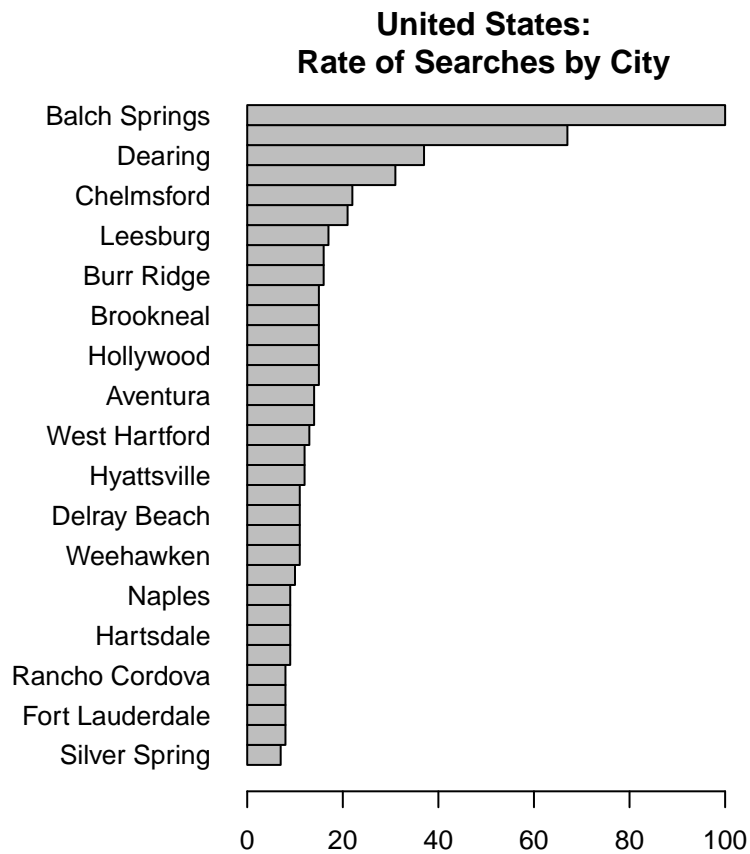 United States:
Rate of Searches by City
Balch Springs
Dearing
Chelmsford
Leesburg
Burr Ridge
Brookneal
Hollywood
Aventura
West Hartford
Hyattsville
Delray Beach
Weehawken
Naples
Hartsdale
Rancho Cordova
Fort Lauderdale
Silver Spring
0 20 40 60 80 100